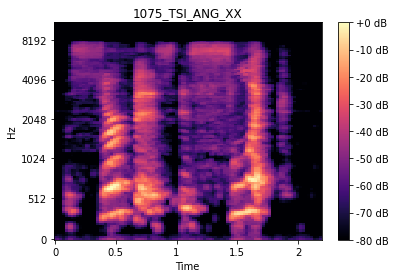 1075_TSI_ANG_XX
8192
4096
2048
1024
512
0
Hz
0
0.5
1
1.5
2
Time
+0 dB
-10 dB
-20 dB
-30 dB
-40 dB
-50 dB
-60 dB
-70 dB
-80 dB